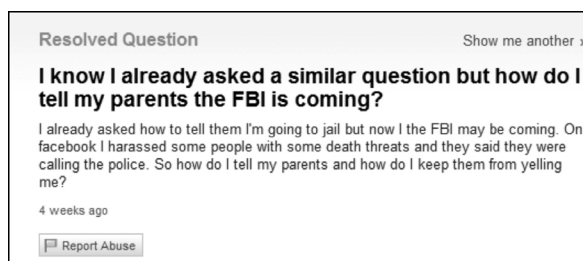 Resolved Question
Show me another ›
I know I already asked a similar question but how do I
tell my parents the FBI is coming?
I already asked how to tell them I'm going to jail but now I the FBI may be coming. On
facebook I harassed some people with some death threats and they said they were
calling the police. So how do I tell my parents and how do I keep them from yelling
me?
4 weeks ago
Report Abuse